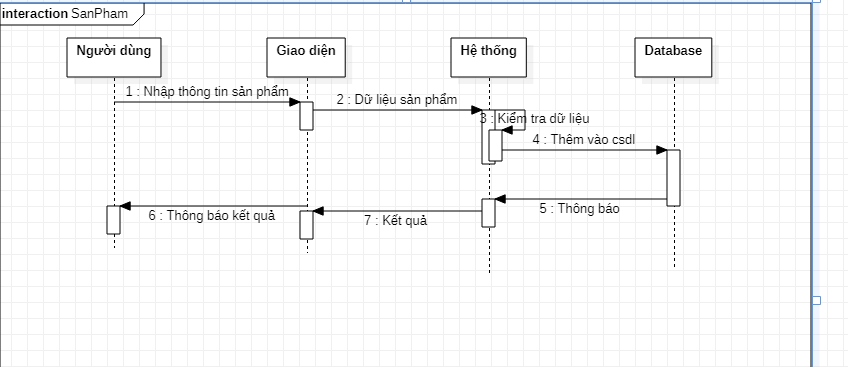 interaction SanPham
Người dùng
Giao diện
Hệ thống
Database
1 : Nhập thông tin sản phẩm
2 : Dữ liệu sản phẩm
3 : Kiểm tra dữ liệu
4 : Thêm vào csdl
5 : Thông báo
6 : Thông báo kết quả
7 : Kết quả